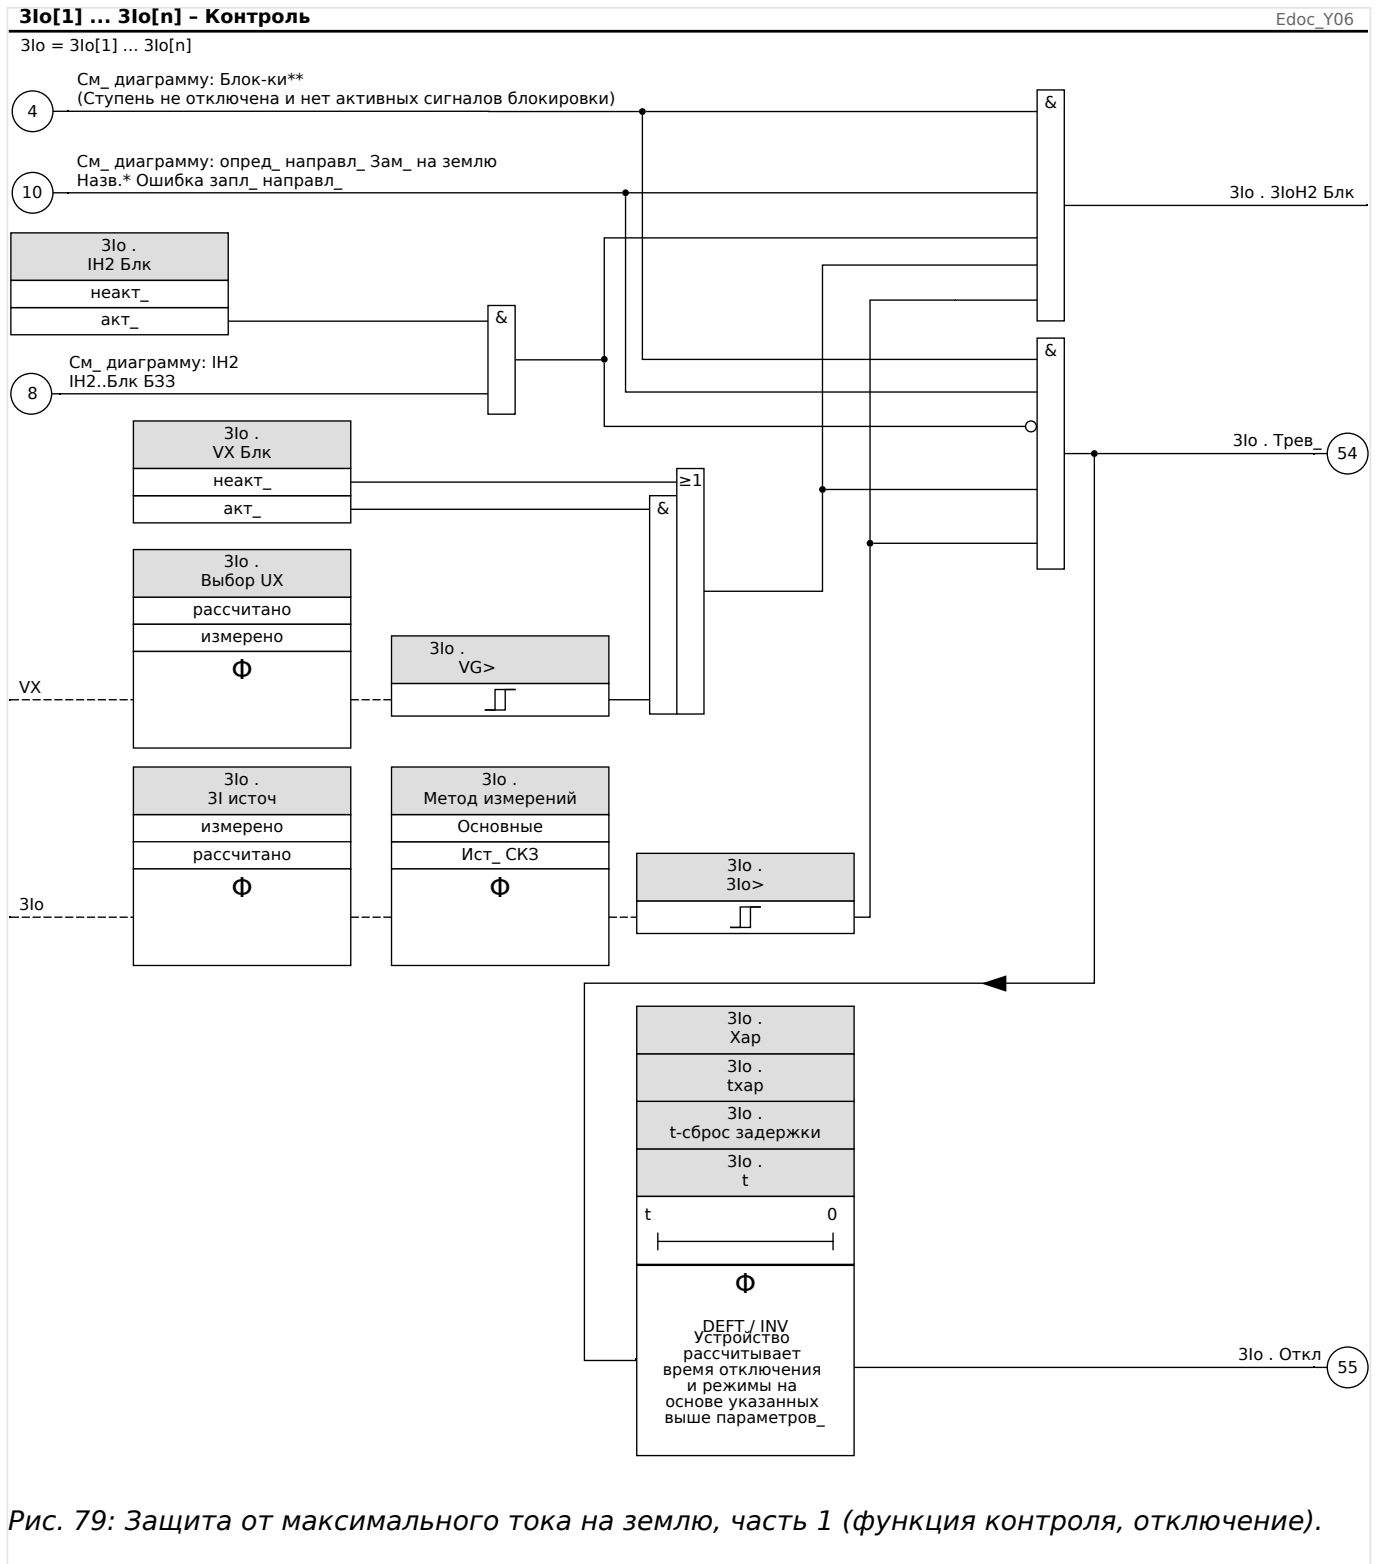 3Io[1] ... 3Io[n] – Контроль
Edoc_Y06
3Io = 3Io[1] ... 3Io[n]
См_ диаграмму: Блок-ки**
(Ступень не отключена и нет активных сигналов блокировки)
4
&
См_ диаграмму: опред_ направл_ Зам_ на землю
Назв.* Ошибка запл_ направл_
10
3Io . 3IoH2 Блк
3Io .
IH2 Блк
неакт_
акт_
&
&
См_ диаграмму: IH2
IH2..Блк БЗЗ
8
3Io .
VX Блк
неакт_
акт_
≥1
&
3Io . Трев_
54
3Io .
Выбор UX
рассчитано
измерено
Ф
VX
3Io .
VG>
3Io .
3I источ
измерено
рассчитано
Ф
3Io
3Io .
Метод измерений
Основные
Ист_ СКЗ
Ф
3Io .
3Io>
3Io .
Хар
3Io .
tхар
3Io .
t-сброс задержки
3Io .
t
t 0
Ф
DEFT / INV
Устройство
рассчитывает
время отключения
и режимы на
основе указанных
выше параметров_
3Io . Откл
55
Рис. 79: Защита от максимального тока на землю, часть 1 (функция контроля, отключение).